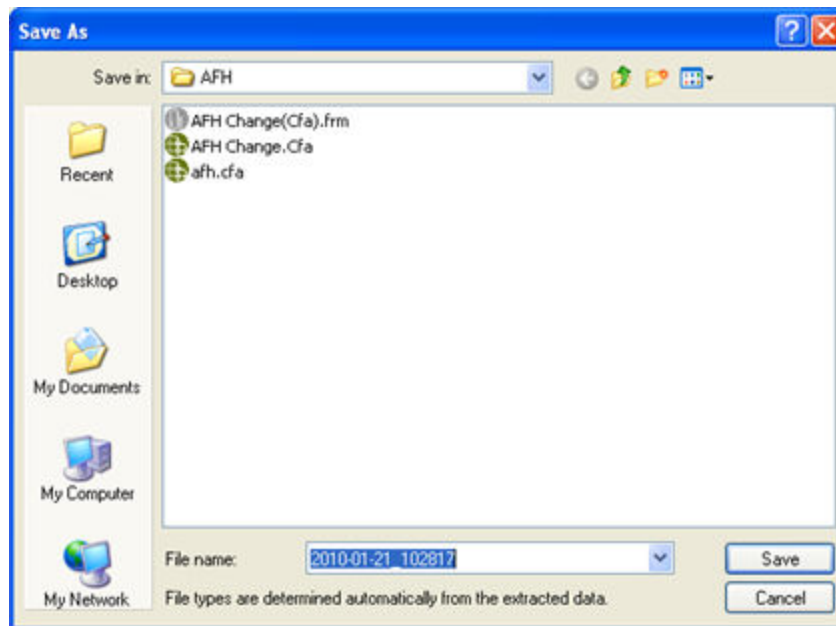 Save As
Save in: AFH
AFH Change(Cfa).frm
AFH Change.Cfa
afh.cfa
Recent
Desktop
My Documents
My Computer
My Network
File name: 2010-01-21_102817 Save
File types are determined automatically from the extracted data. Cancel